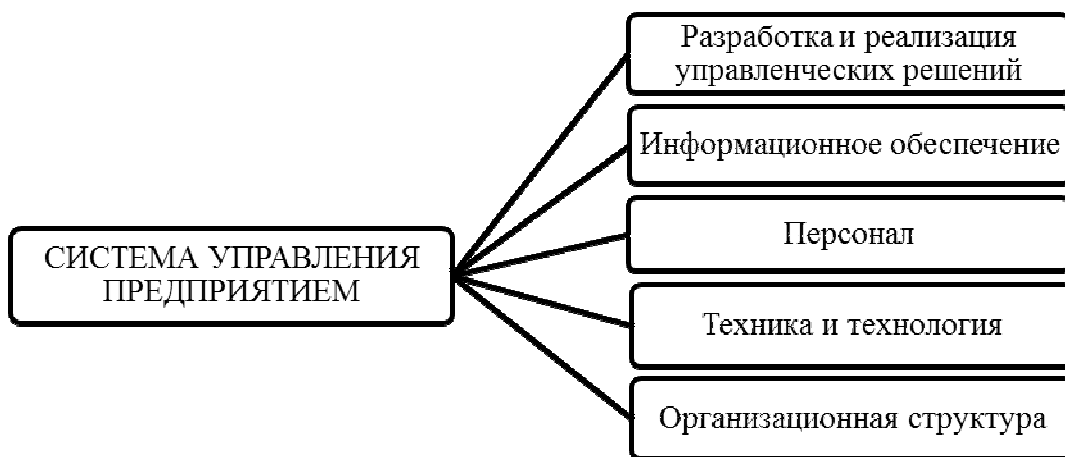 СИСТЕМА УПРАВЛЕНИЯ
ПРЕДПРИЯТИЕМ
Разработка и реализация
управленческих решений
Информационное обеспечение
Персонал
Техника и технология
Организационная структура